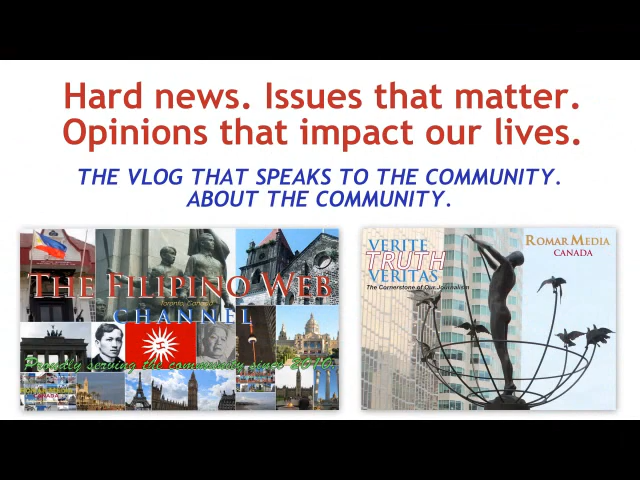 Hard news. Issues that matter.
Opinions that impact our lives.
THE VLOG THAT SPEAKS TO THE COMMUNITY.
ABOUT THE COMMUNITY.
THE FILIPINO WEB
Toronto, Canada
CHANNEL
Proudly serving the community since 2010.
CANADA
VERITE
TRUTH
VERITAS
The Cornerstone of Our Journalism
ROMAR MEDIA
CANADA